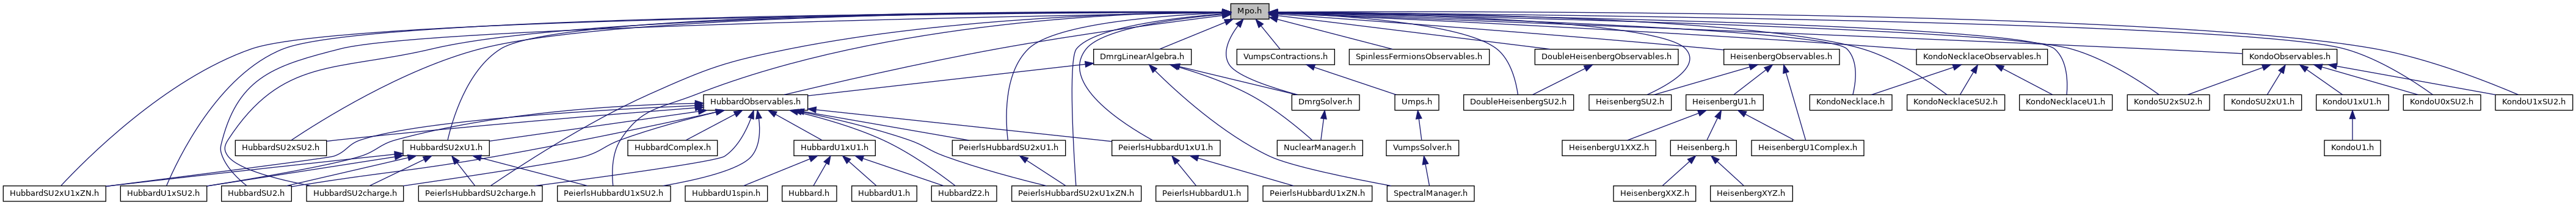 Mpo.h
DmrgLinearAlgebra.h
VumpsContractions.h
SpinlessFermionsObservables.h
DoubleHeisenbergObservables.h
HeisenbergObservables.h
KondoNecklaceObservables.h
KondoObservables.h
HubbardObservables.h
DmrgSolver.h
Umps.h
DoubleHeisenbergSU2.h
HeisenbergSU2.h
HeisenbergU1.h
KondoNecklace.h
KondoNecklaceSU2.h
KondoNecklaceU1.h
KondoSU2xSU2.h
KondoSU2xU1.h
KondoU1xU1.h
KondoU0xSU2.h
KondoU1xSU2.h
HubbardSU2xSU2.h
HubbardSU2xU1.h
HubbardComplex.h
HubbardU1xU1.h
PeierlsHubbardSU2xU1.h
PeierlsHubbardU1xU1.h
NuclearManager.h
VumpsSolver.h
HeisenbergU1XXZ.h
Heisenberg.h
HeisenbergU1Complex.h
KondoU1.h
HubbardSU2xU1xZN.h
HubbardU1xSU2.h
HubbardSU2.h
HubbardSU2charge.h
PeierlsHubbardSU2charge.h
PeierlsHubbardU1xSU2.h
HubbardU1spin.h
Hubbard.h
HubbardU1.h
HubbardZ2.h
PeierlsHubbardSU2xU1xZN.h
PeierlsHubbardU1.h
PeierlsHubbardU1xZN.h
SpectralManager.h
HeisenbergXXZ.h
HeisenbergXYZ.h